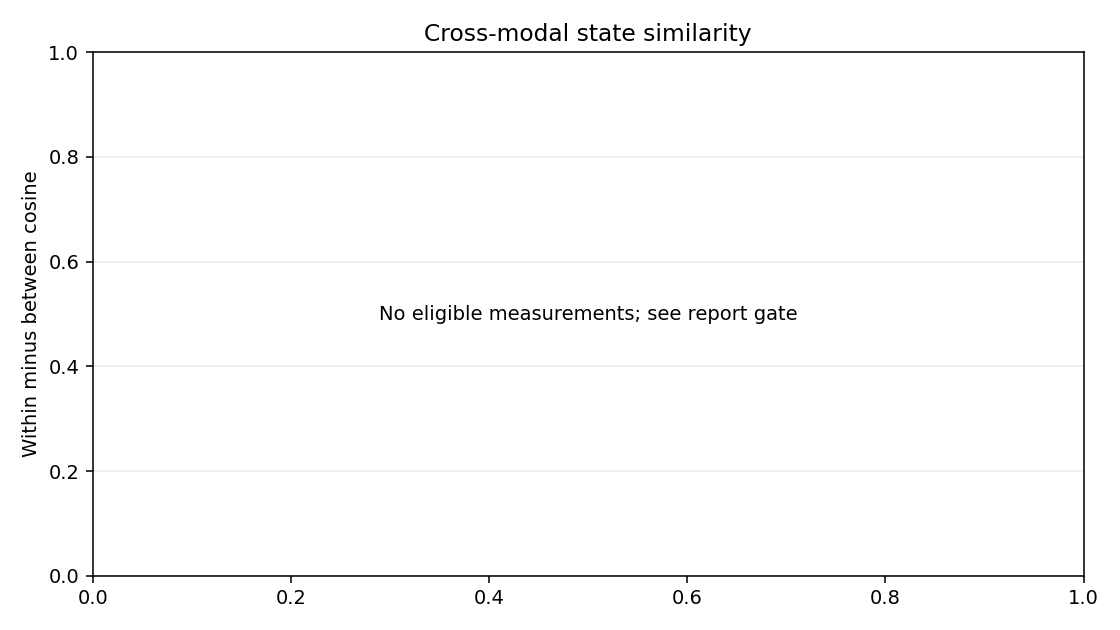 Cross-modal state similarity
1.0
0.8
0.6
0.4
0.2
0.0
Within minus between cosine
No eligible measurements; see report gate
0.0 0.2 0.4 0.6 0.8 1.0